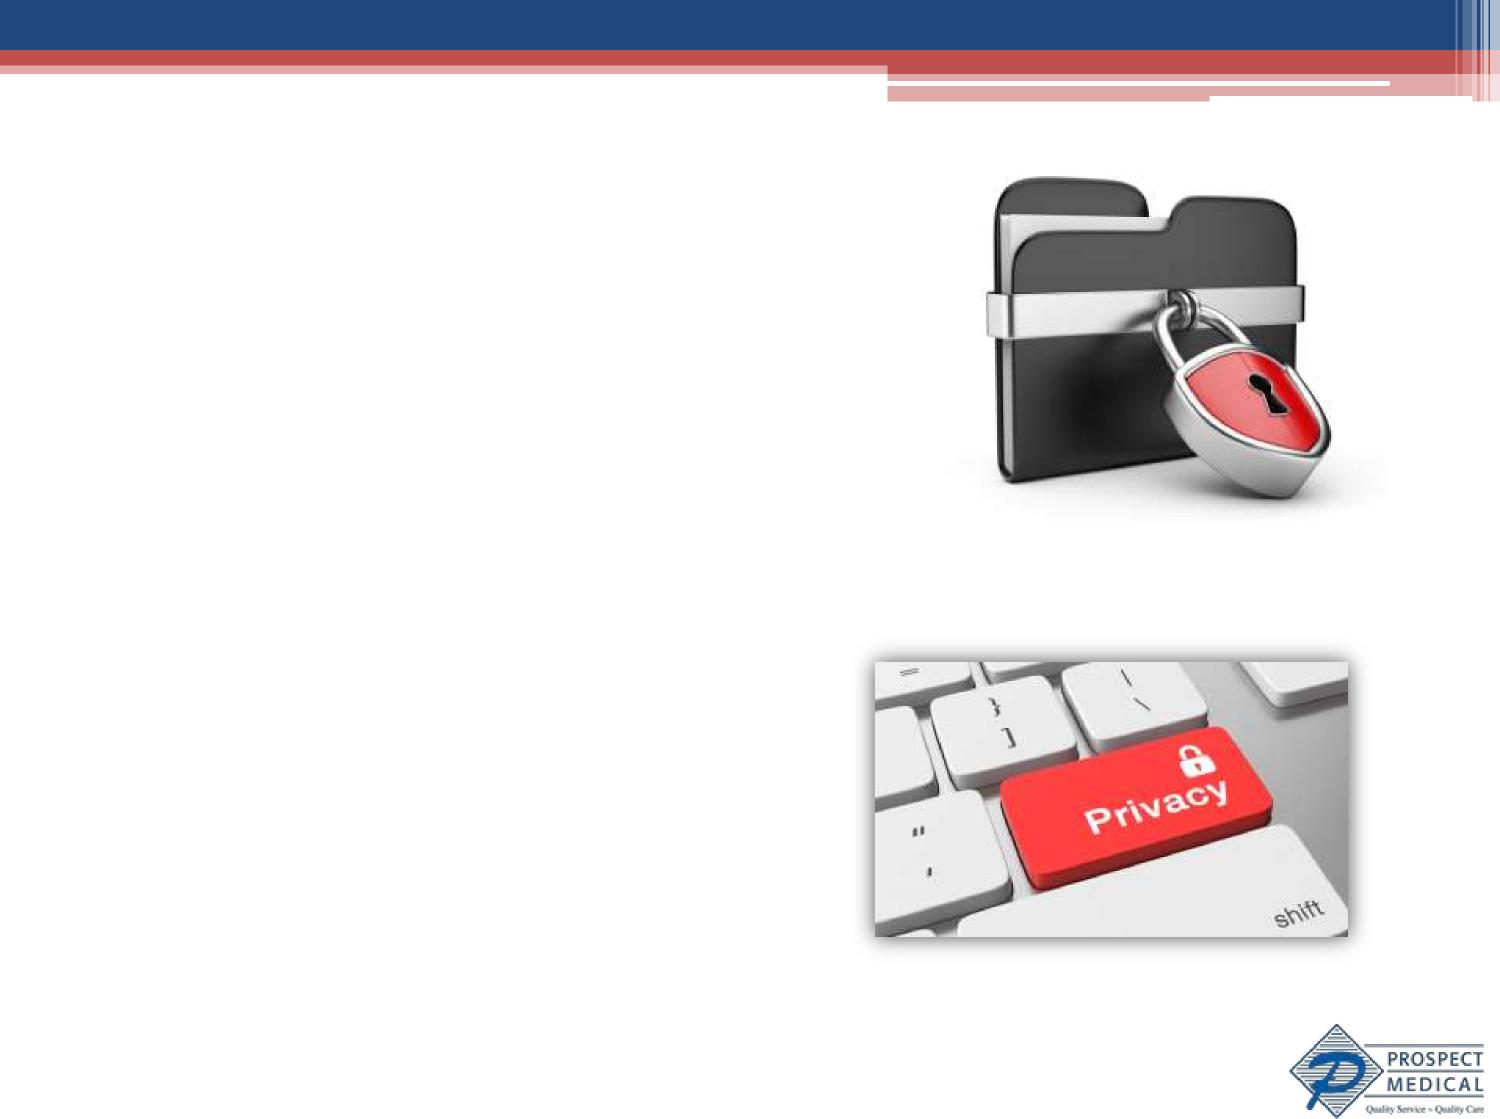 =
}
]
|
\
Privacy
"
'
shift
PROSPECT
MEDICAL
Quality Service ~ Quality Care